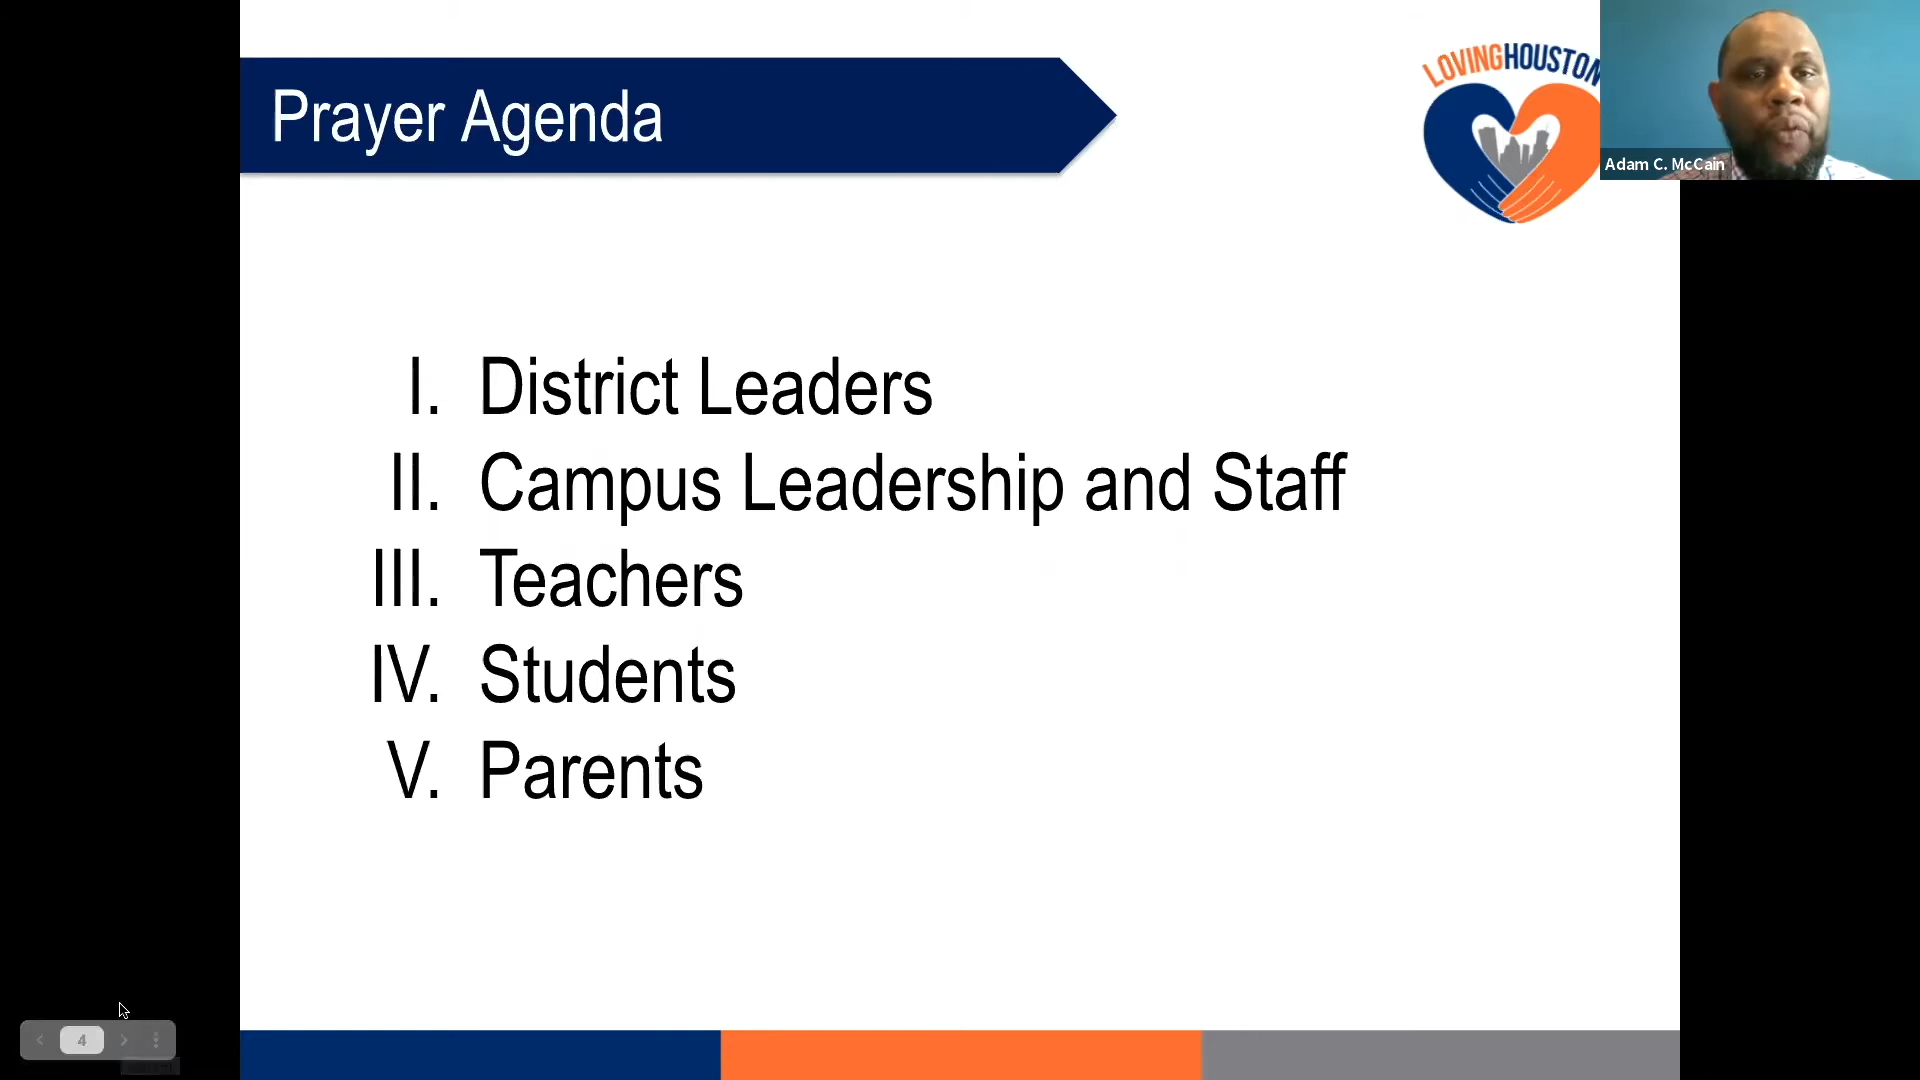 Prayer Agenda
LOVINGHOUSTON
Adam C. McCain
I. District Leaders
II. Campus Leadership and Staff
III. Teachers
IV. Students
V. Parents
4